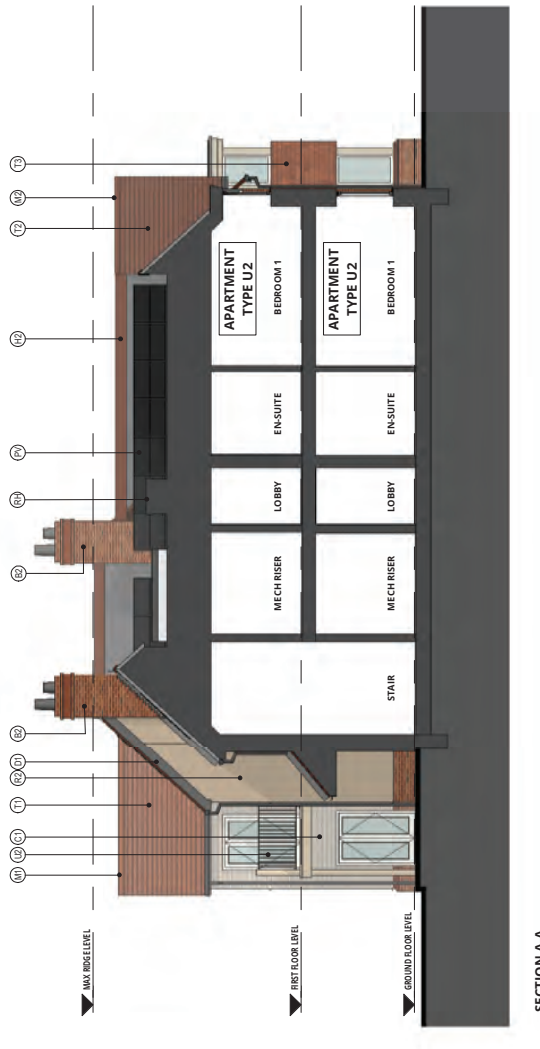 M1
U2
C1
T1
R2
D1
B2
B2
RH
PV
H2
T2
M2
T3
MAX RIDGE LEVEL
FIRST FLOOR LEVEL
GROUND FLOOR LEVEL
APARTMENT
TYPE U2
MECH RISER
LOBBY
EN-SUITE
BEDROOM 1
APARTMENT
TYPE U2
STAIR
MECH RISER
LOBBY
EN-SUITE
BEDROOM 1
SECTION A A